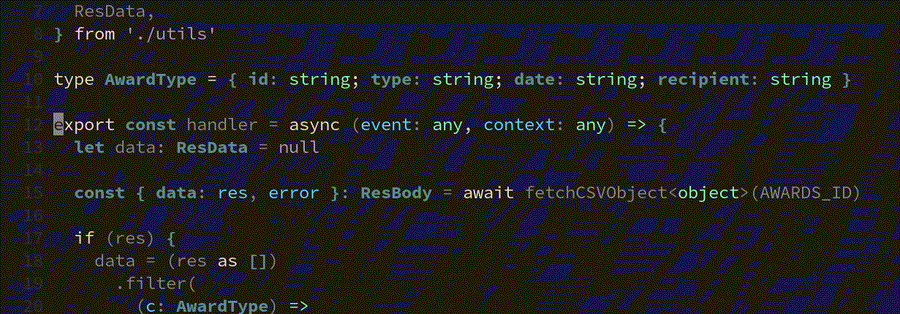 7 ResData,
8 } from './utils'
9
10 type AwardType = { id: string; type: string; date: string; recipient: string }
11
12 export const handler = async (event: any, context: any) => {
13 let data: ResData = null
14
15 const { data: res, error }: ResBody = await fetchCSVObject<object>(AWARDS_ID)
16
17 if (res) {
18 data = (res as [])
19 .filter(
20 (c: AwardType) =>